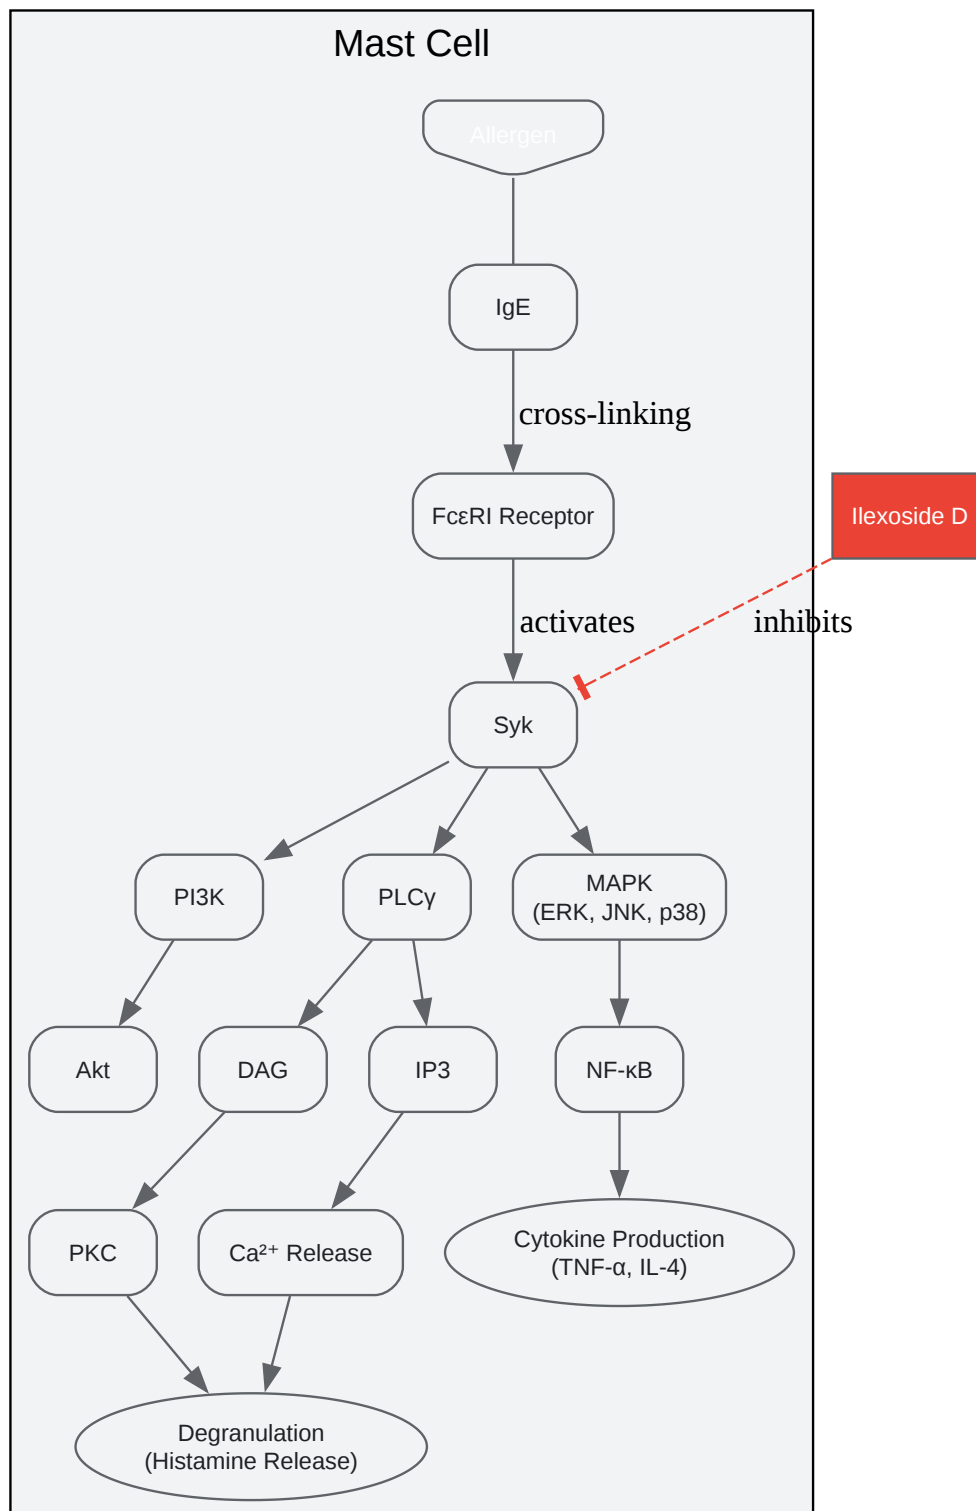 Mast Cell
Allergen
IgE
cross-linking
FcεRI Receptor
Ilexoside D
activates
inhibits
Syk
PI3K
PLCγ
MAPK
(ERK, JNK, p38)
Akt
DAG
IP3
NF-κB
PKC
Ca²⁺ Release
Cytokine Production
(TNF-α, IL-4)
Degranulation
(Histamine Release)